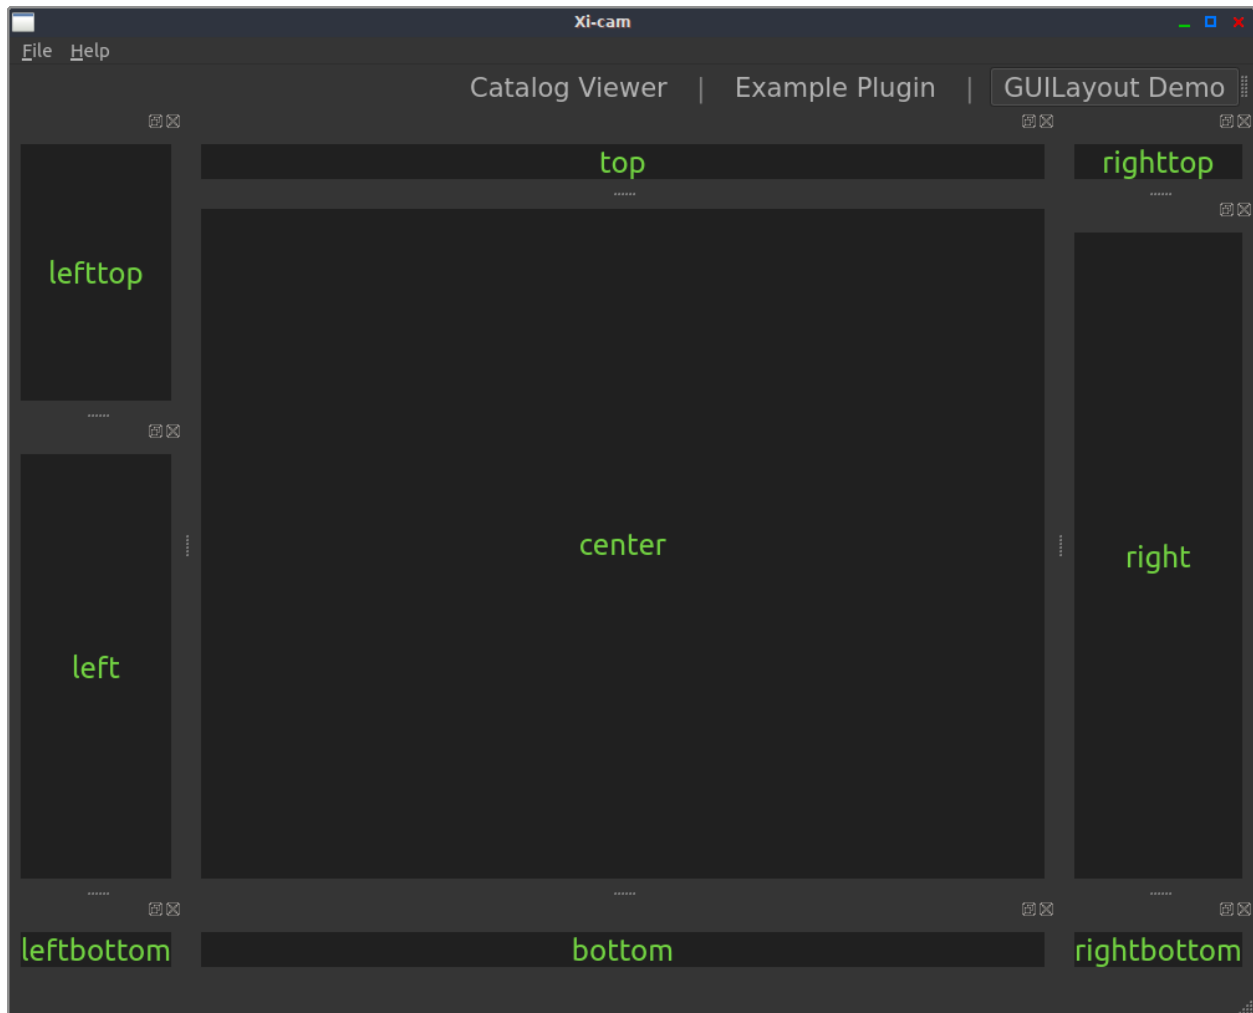 Xi-cam
File Help
Catalog Viewer | Example Plugin | GUILayout Demo
top
righttop
lefttop
center
right
left
leftbottom
bottom
rightbottom